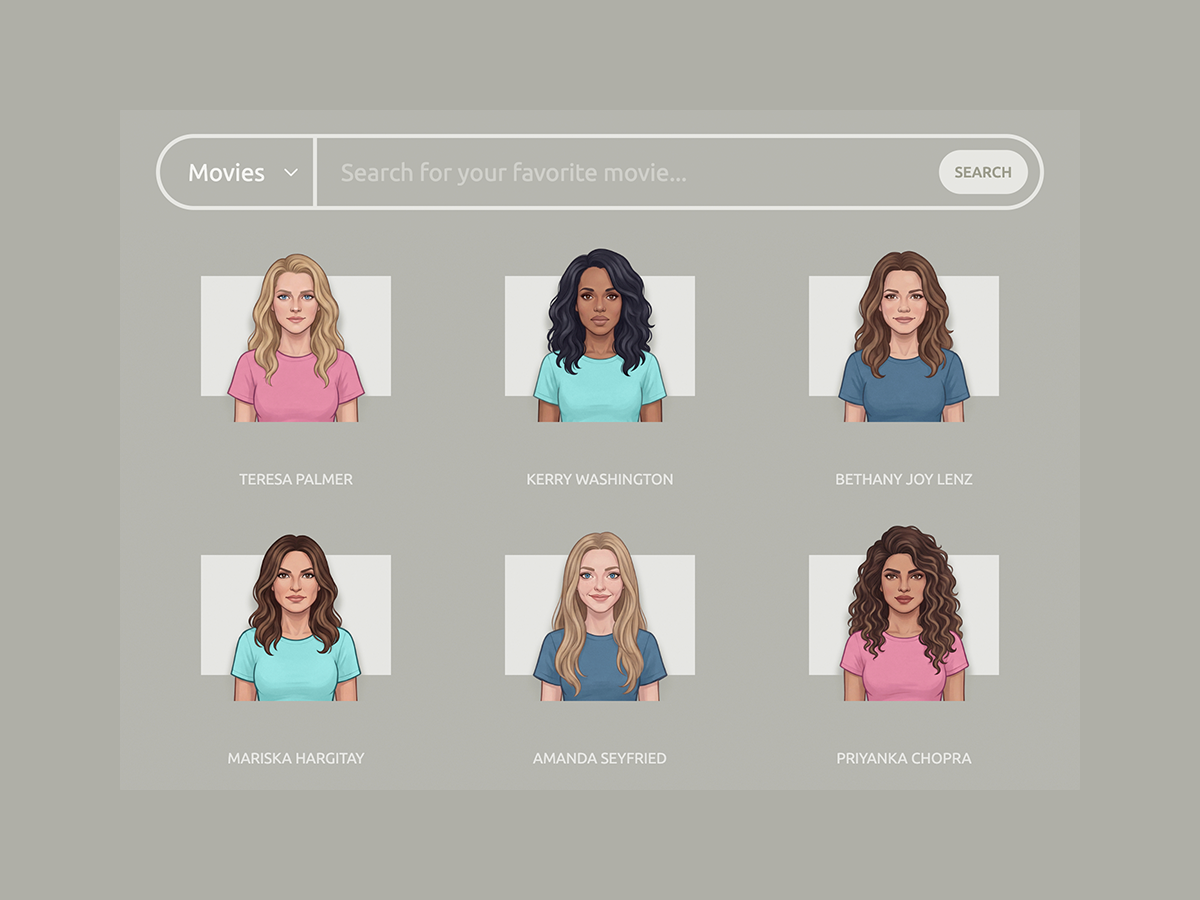 Movies
Search for your favorite movie...
SEARCH
TERESA PALMER
KERRY WASHINGTON
BETHANY JOY LENZ
MARISKA HARGITAY
AMANDA SEYFRIED
PRIYANKA CHOPRA